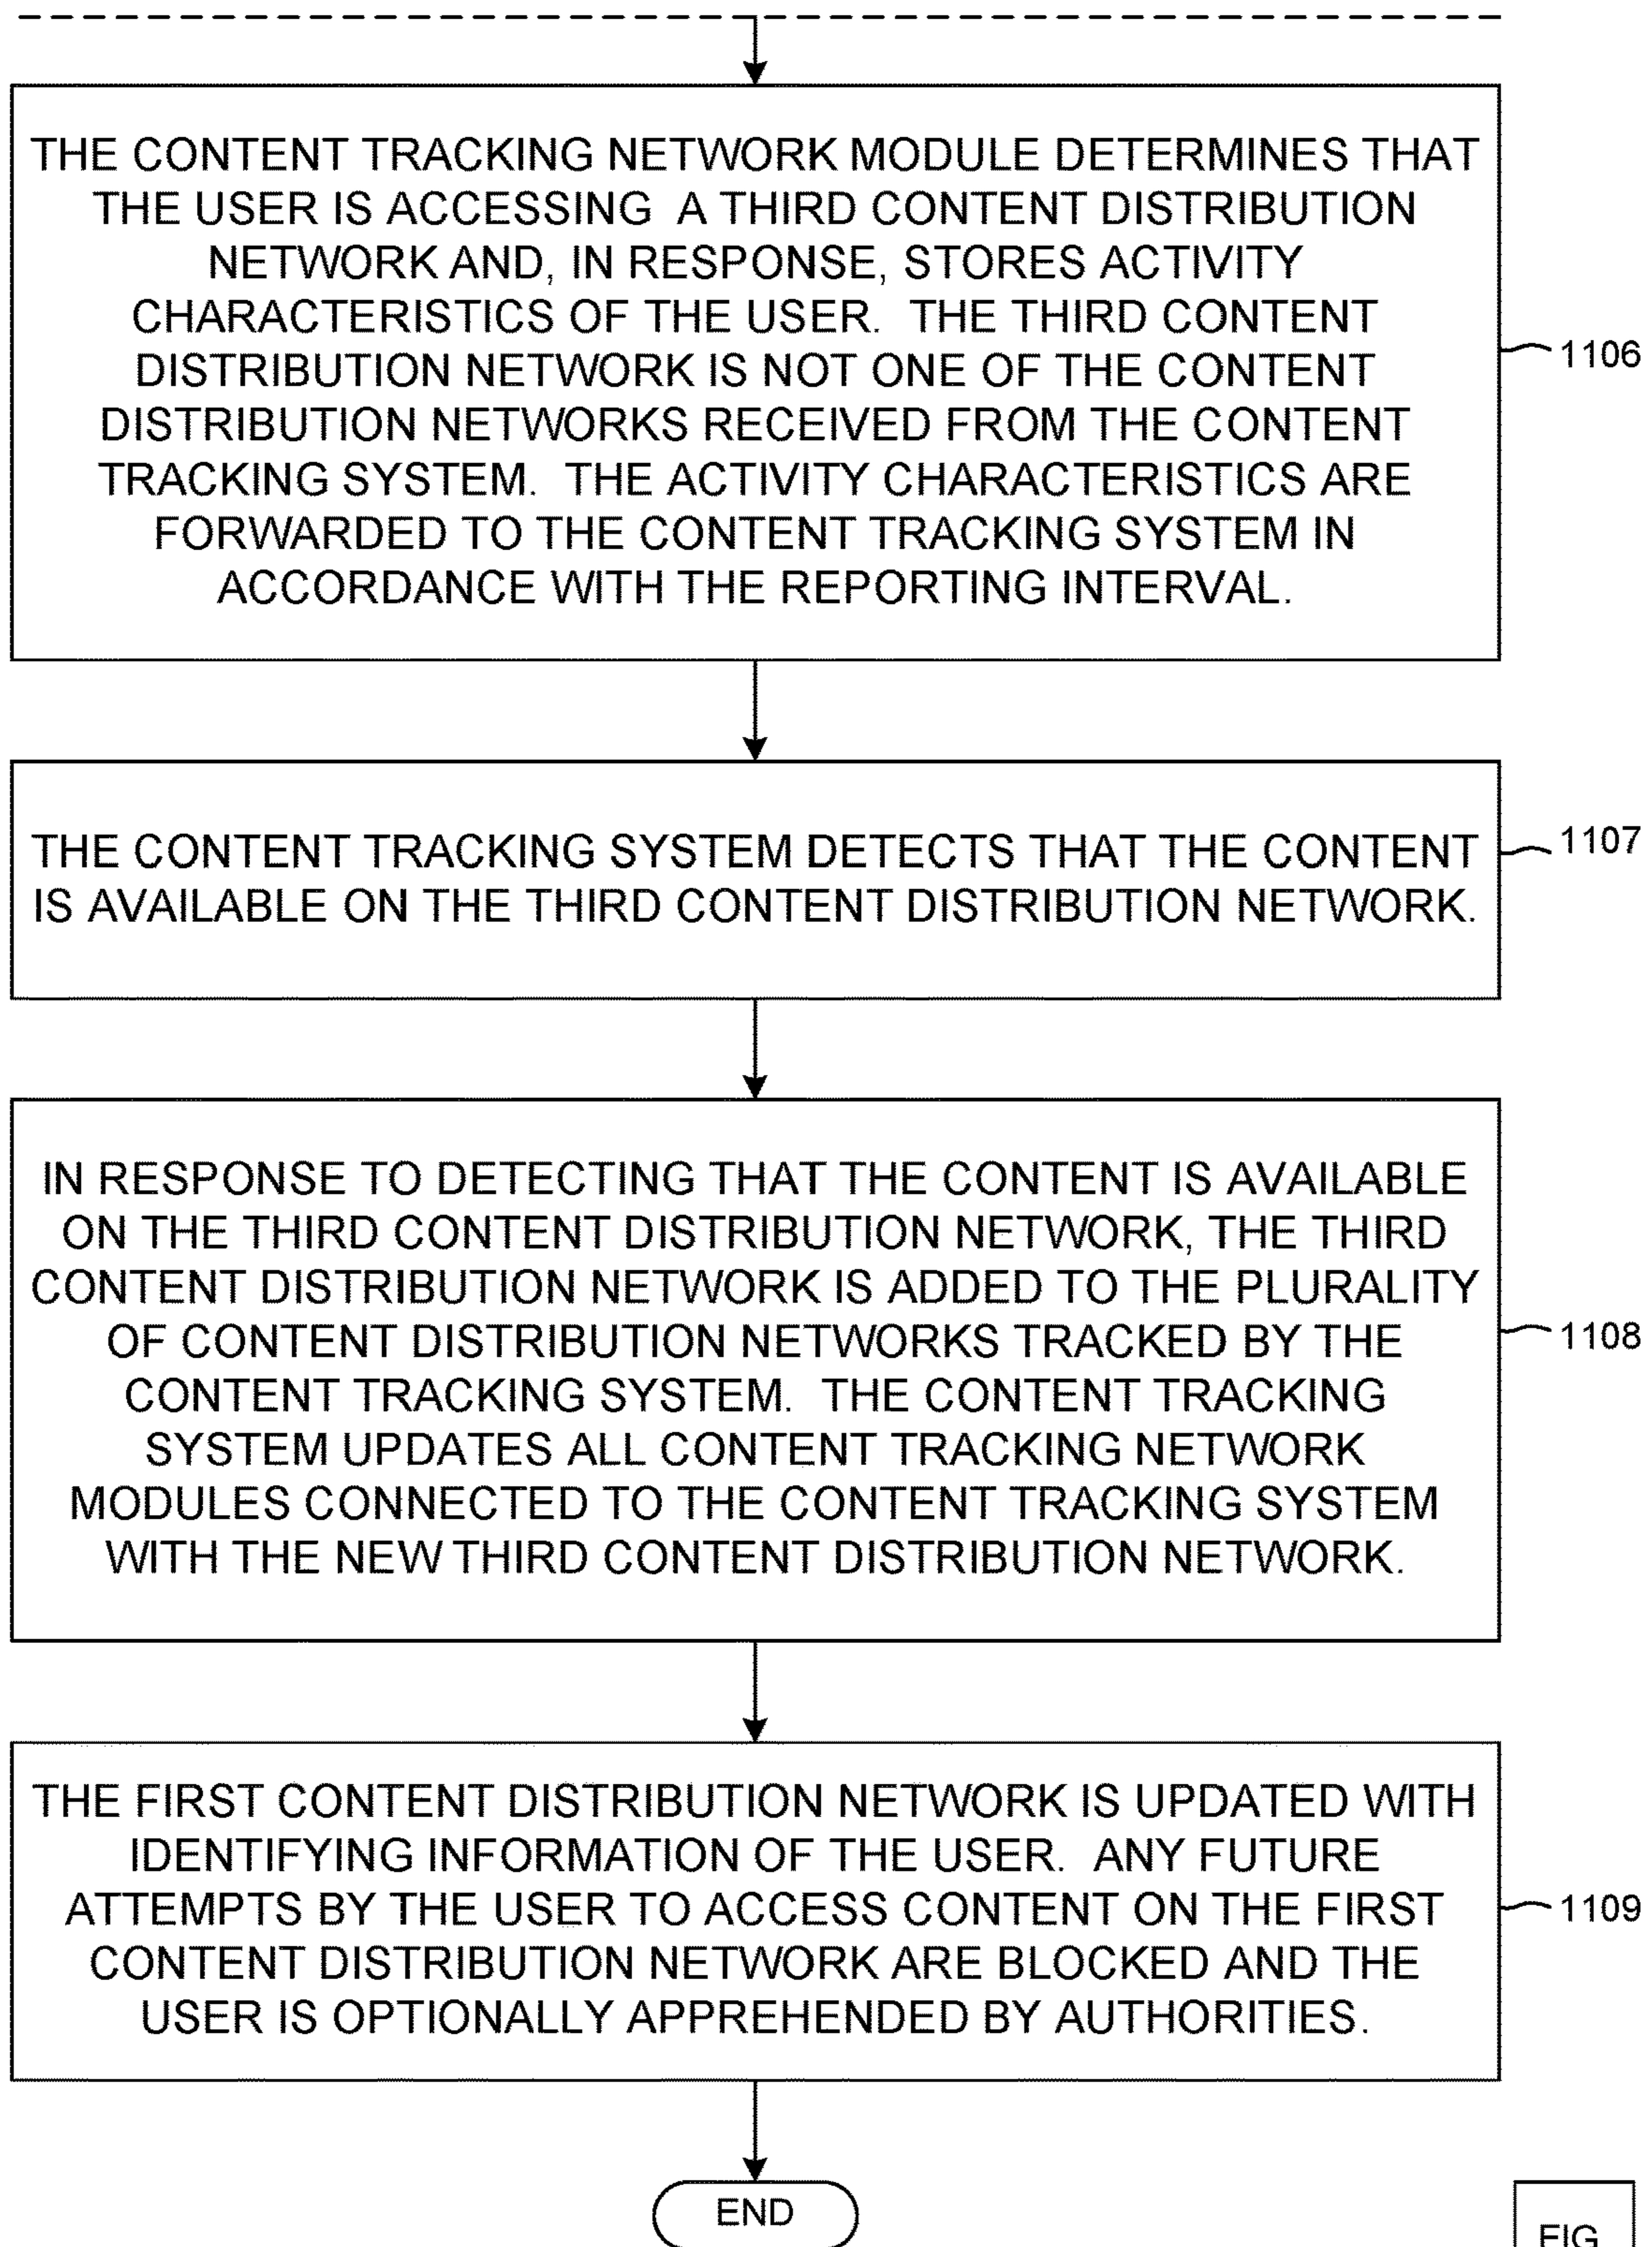 THE CONTENT TRACKING NETWORK MODULE DETERMINES THAT
THE USER IS ACCESSING A THIRD CONTENT DISTRIBUTION
NETWORK AND, IN RESPONSE, STORES ACTIVITY
CHARACTERISTICS OF THE USER. THE THIRD CONTENT
DISTRIBUTION NETWORK IS NOT ONE OF THE CONTENT
DISTRIBUTION NETWORKS RECEIVED FROM THE CONTENT
TRACKING SYSTEM. THE ACTIVITY CHARACTERISTICS ARE
FORWARDED TO THE CONTENT TRACKING SYSTEM IN
ACCORDANCE WITH THE REPORTING INTERVAL.
1106
THE CONTENT TRACKING SYSTEM DETECTS THAT THE CONTENT
IS AVAILABLE ON THE THIRD CONTENT DISTRIBUTION NETWORK.
1107
IN RESPONSE TO DETECTING THAT THE CONTENT IS AVAILABLE
ON THE THIRD CONTENT DISTRIBUTION NETWORK, THE THIRD
CONTENT DISTRIBUTION NETWORK IS ADDED TO THE PLURALITY
OF CONTENT DISTRIBUTION NETWORKS TRACKED BY THE
CONTENT TRACKING SYSTEM. THE CONTENT TRACKING
SYSTEM UPDATES ALL CONTENT TRACKING NETWORK
MODULES CONNECTED TO THE CONTENT TRACKING SYSTEM
WITH THE NEW THIRD CONTENT DISTRIBUTION NETWORK.
1108
THE FIRST CONTENT DISTRIBUTION NETWORK IS UPDATED WITH
IDENTIFYING INFORMATION OF THE USER. ANY FUTURE
ATTEMPTS BY THE USER TO ACCESS CONTENT ON THE FIRST
CONTENT DISTRIBUTION NETWORK ARE BLOCKED AND THE
USER IS OPTIONALLY APPREHENDED BY AUTHORITIES.
1109
END
FIG